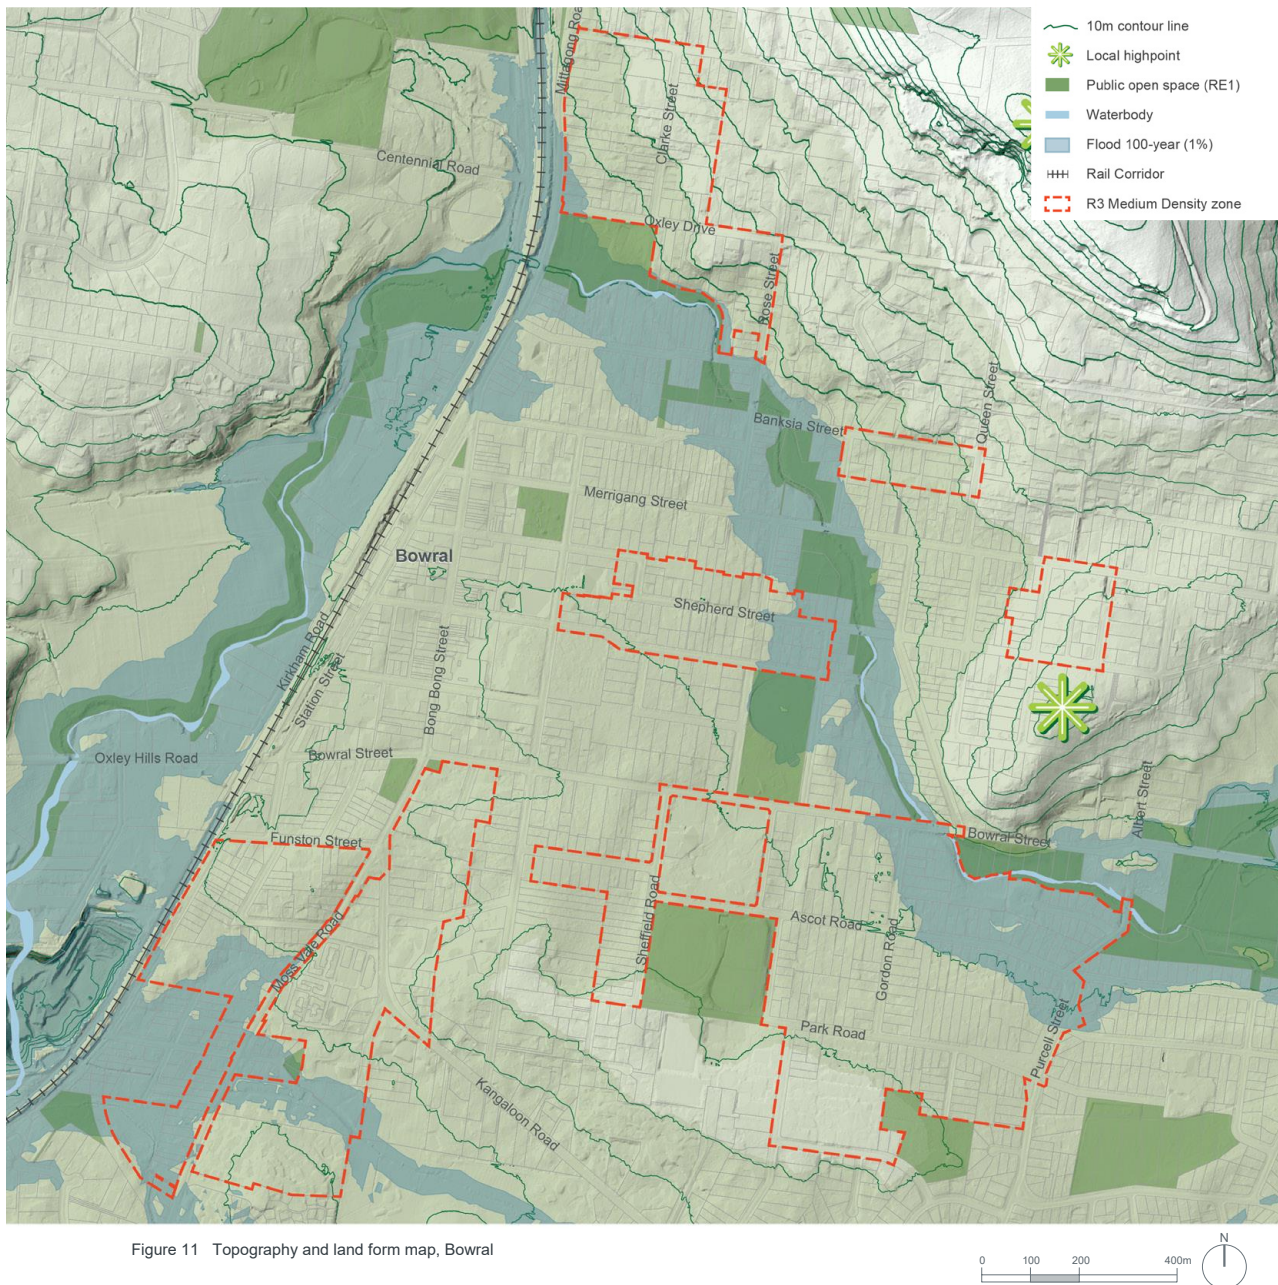 10m contour line
Local highpoint
Public open space (RE1)
Waterbody
Flood 100-year (1%)
Rail Corridor
R3 Medium Density zone
Clarke Street
Centennial Road
Oxley Drive
Rose Street
Queen Street
Banksia Street
Merrigang Street
Bowral
Shepherd Street
Kirkham Road
Station Street
Bong Bong Street
Oxley Hills Road
Bowral Street
Albert Street
Funston Street
Bowral Street
Sheffield Road
Ascot Road
Gordon Road
Moss Vale Road
Park Road
Purcell Street
Kangaloon Road
Figure 11 Topography and land form map, Bowral
0 100 200 400m
N